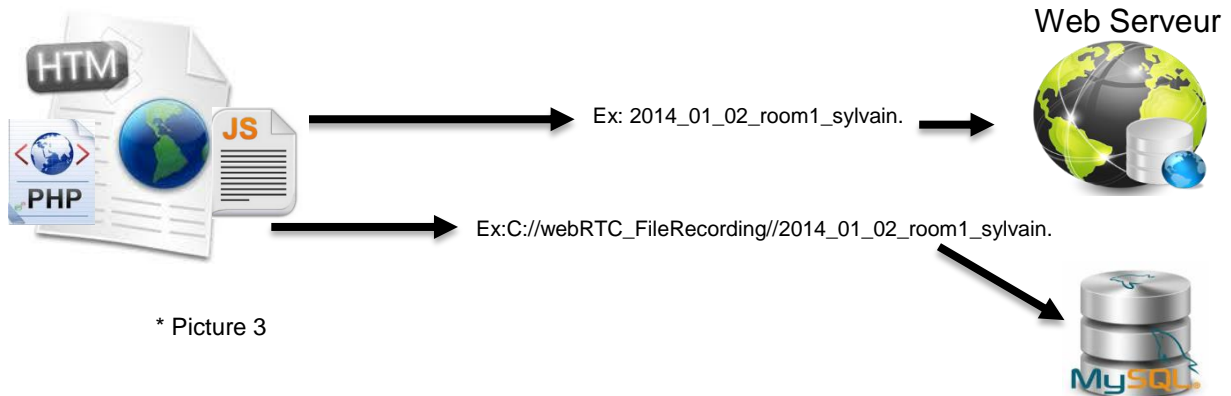 Web Serveur
HTM
JS
PHP
Ex: 2014_01_02_room1_sylvain.
Ex:C://webRTC_FileRecording//2014_01_02_room1_sylvain.
* Picture 3
MySQL